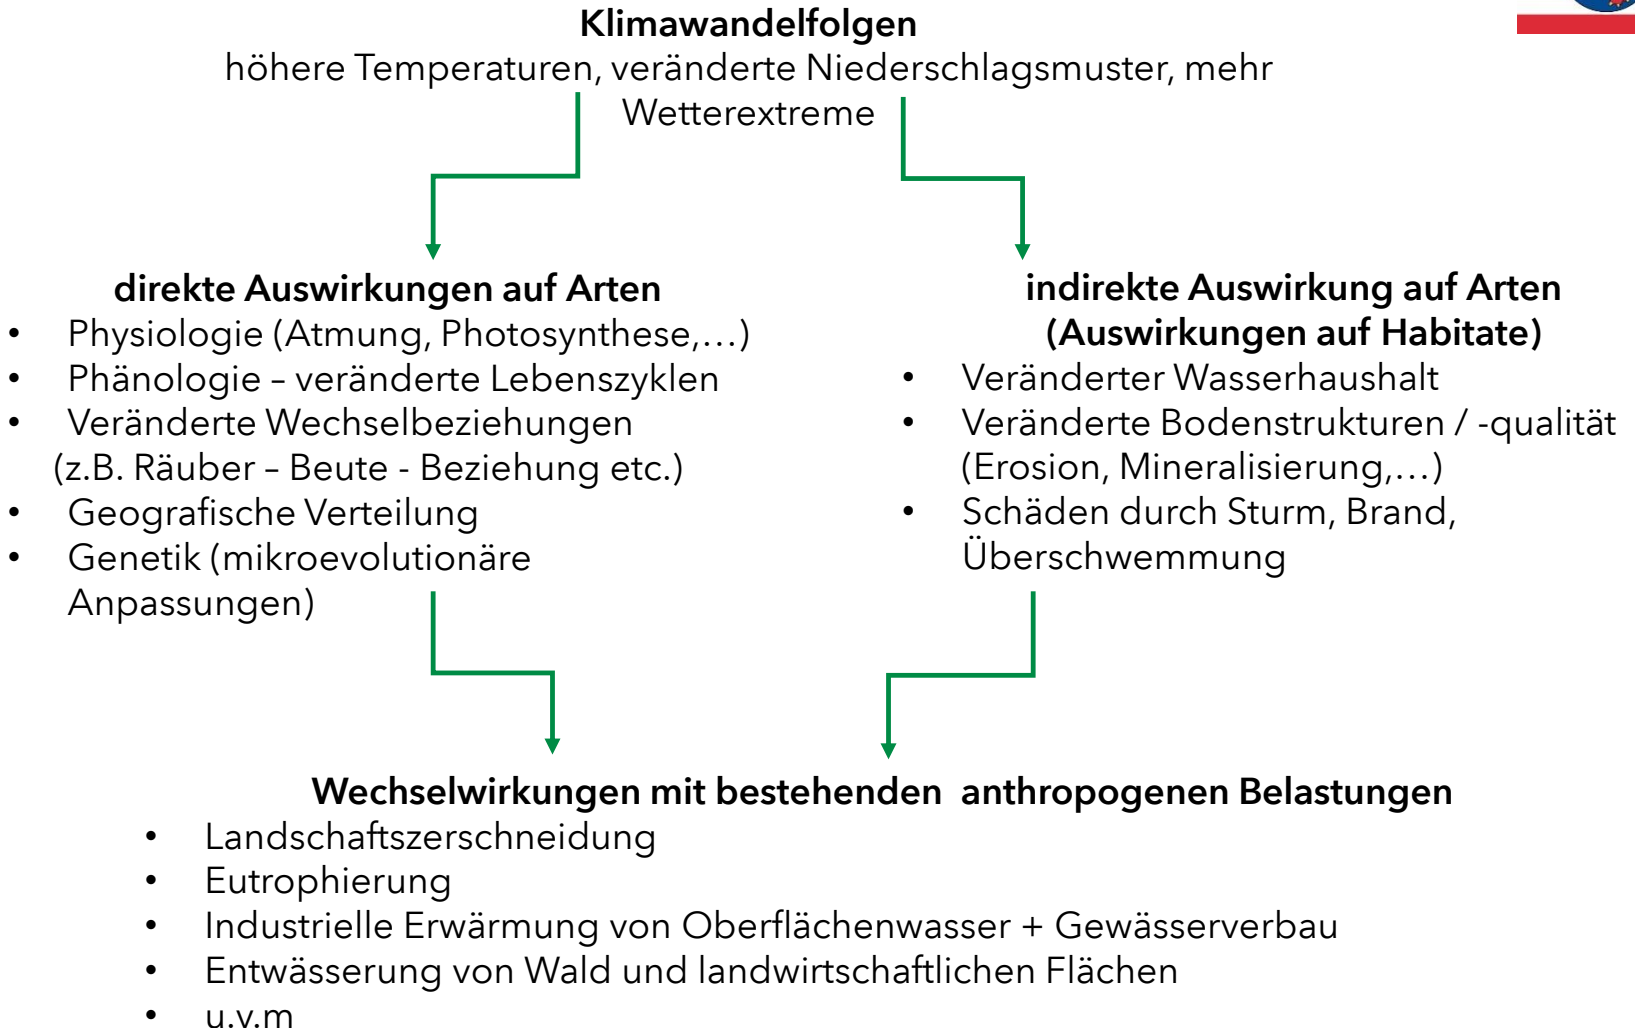 Klimawandelfolgen
höhere Temperaturen, veränderte Niederschlagsmuster, mehr
Wetterextreme
direkte Auswirkungen auf Arten
• Physiologie (Atmung, Photosynthese,…)
• Phänologie – veränderte Lebenszyklen
• Veränderte Wechselbeziehungen
(z.B. Räuber – Beute - Beziehung etc.)
• Geografische Verteilung
• Genetik (mikroevolutionäre
Anpassungen)
indirekte Auswirkung auf Arten
(Auswirkungen auf Habitate)
• Veränderter Wasserhaushalt
• Veränderte Bodenstrukturen / -qualität
(Erosion, Mineralisierung,…)
• Schäden durch Sturm, Brand,
Überschwemmung
Wechselwirkungen mit bestehenden  anthropogenen Belastungen
• Landschaftszerschneidung
• Eutrophierung
• Industrielle Erwärmung von Oberflächenwasser + Gewässerverbau
• Entwässerung von Wald und landwirtschaftlichen Flächen
• u.v.m